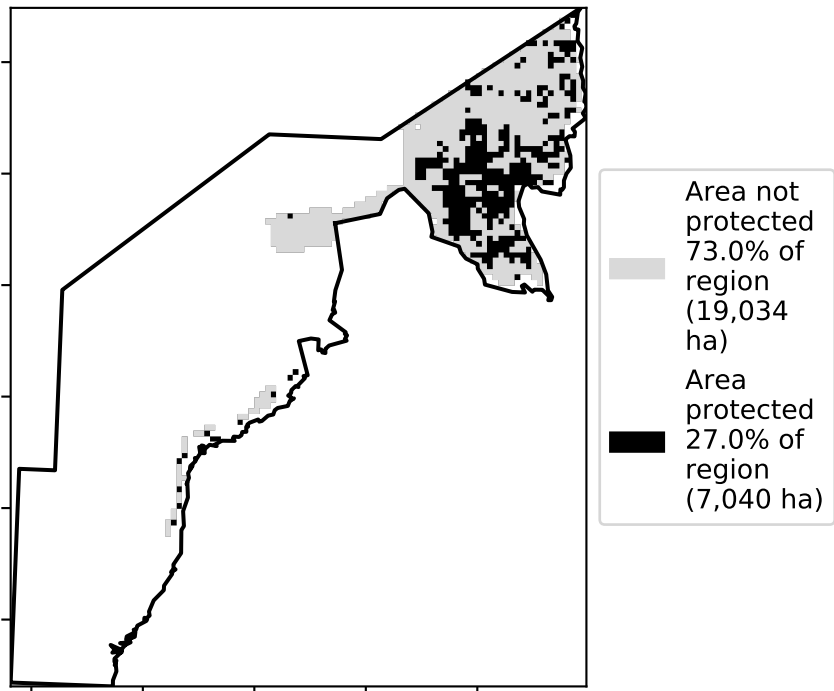 Area not
protected
73.0% of
region
(19,034
ha)
Area
protected
27.0% of
region
(7,040 ha)